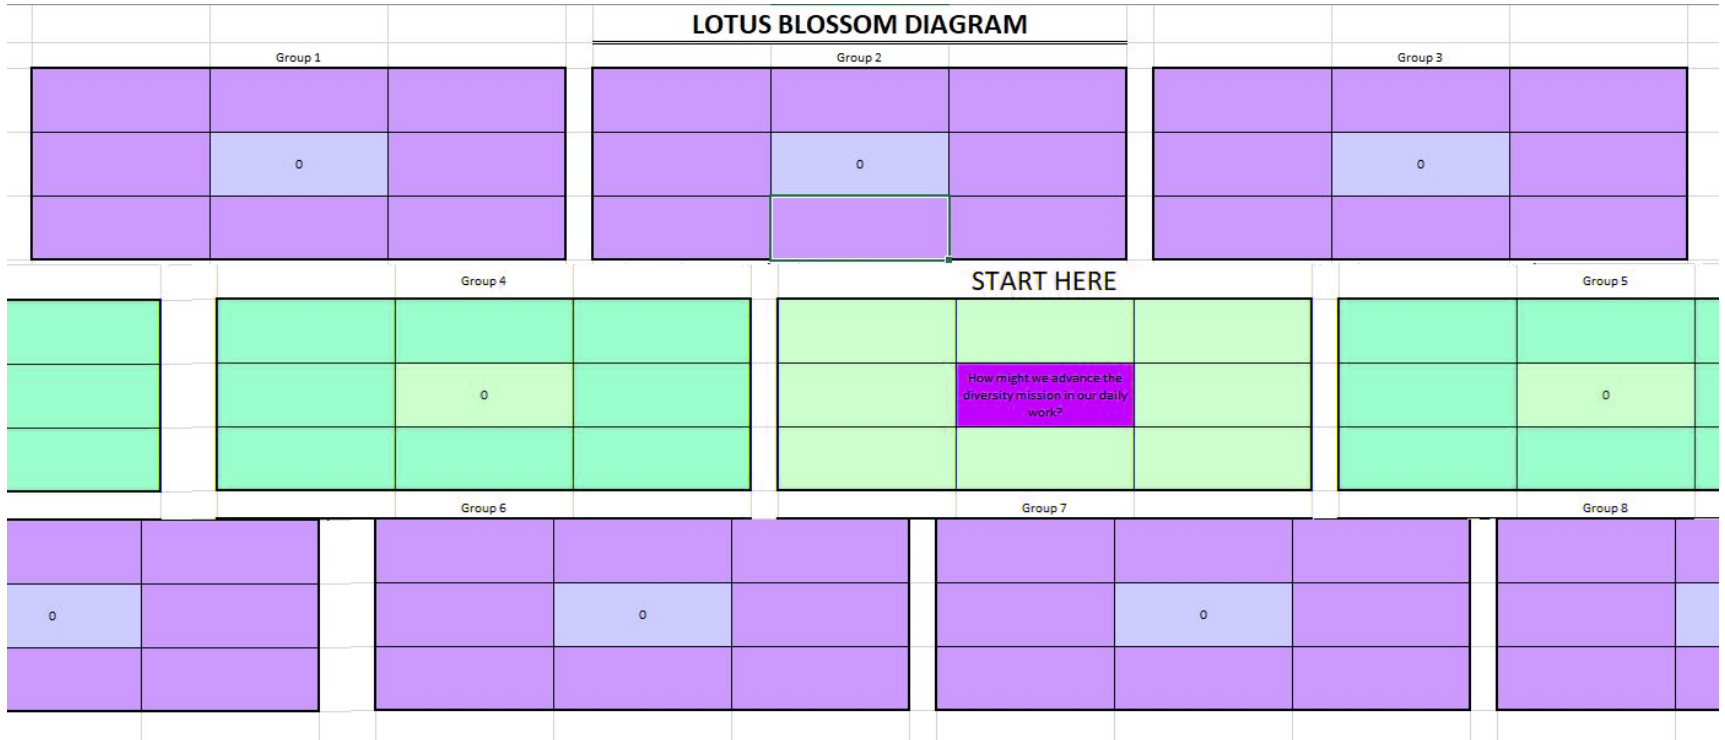 LOTUS BLOSSOM DIAGRAM
Group 1
Group 2
Group 3
0
0
0
Group 4
START HERE
Group 5
0
How might we advance the
diversity mission in our daily
work?
0
Group 6
Group 7
Group 8
0
0
0